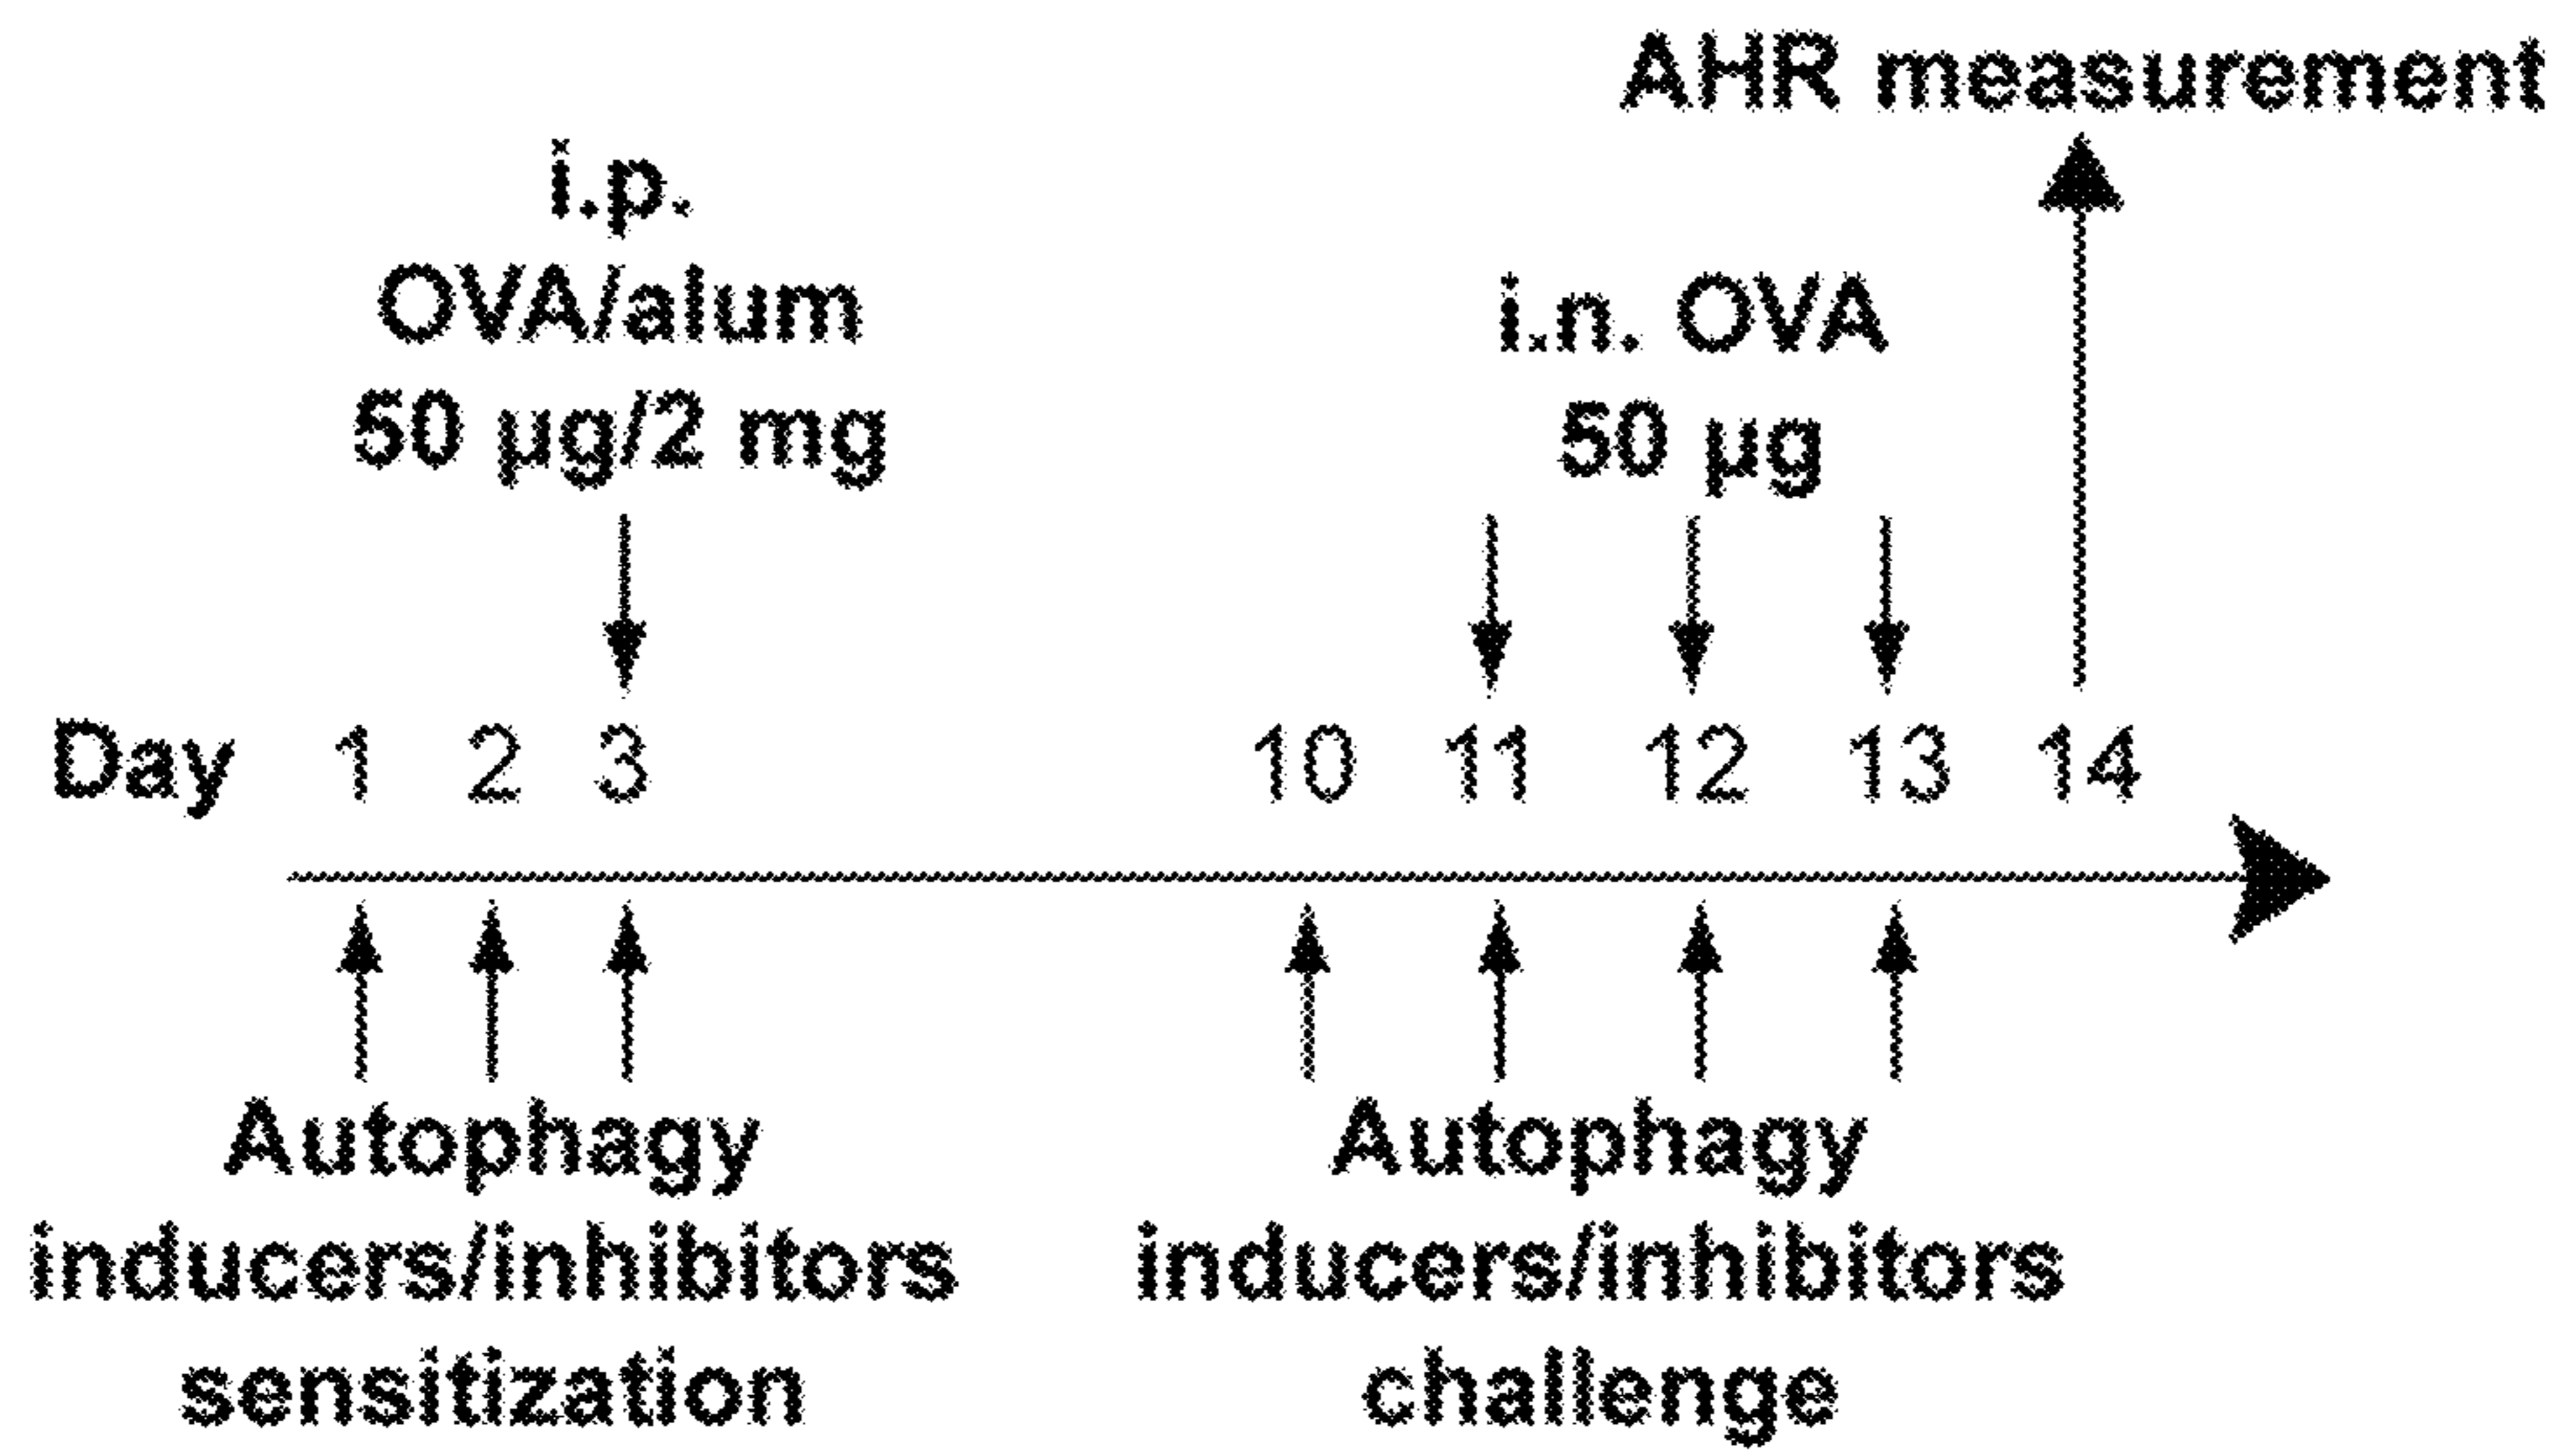 AHR measurement
i.p.
OVA/alum
50 µg/2 mg
i.n. OVA
50 µg
Day 1 2 3 10 11 12 13 14
Autophagy
inducers/inhibitors
sensitization
Autophagy
inducers/inhibitors
challenge